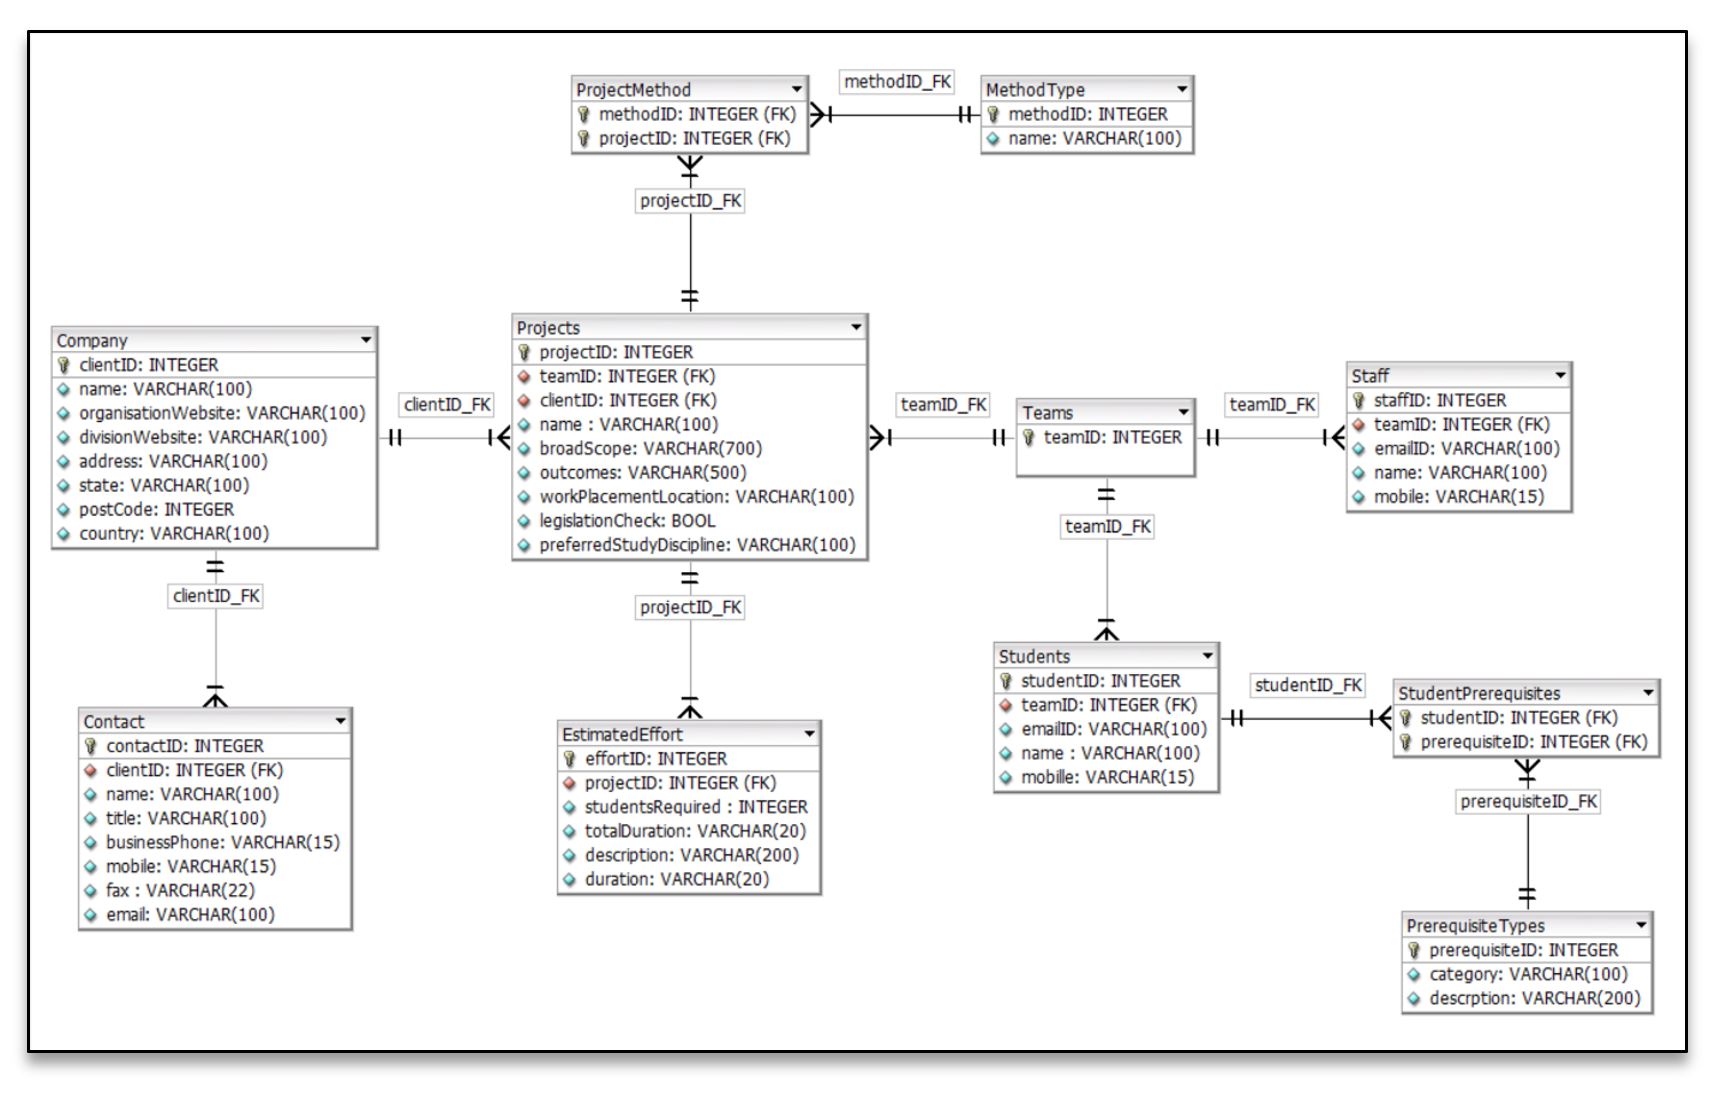 ProjectMethod
methodID: INTEGER (FK)
projectID: INTEGER (FK)
methodID_FK
MethodType
methodID: INTEGER
name: VARCHAR(100)
projectID_FK
Company
clientID: INTEGER
name: VARCHAR(100)
organisationWebsite: VARCHAR(100)
divisionWebsite: VARCHAR(100)
address: VARCHAR(100)
state: VARCHAR(100)
postCode: INTEGER
country: VARCHAR(100)
clientID_FK
Projects
projectID: INTEGER
teamID: INTEGER (FK)
clientID: INTEGER (FK)
name : VARCHAR(100)
broadScope: VARCHAR(700)
outcomes: VARCHAR(500)
workPlacementLocation: VARCHAR(100)
legislationCheck: BOOL
preferredStudyDiscipline: VARCHAR(100)
teamID_FK
Teams
teamID: INTEGER
teamID_FK
Staff
staffID: INTEGER
teamID: INTEGER (FK)
emailID: VARCHAR(100)
name: VARCHAR(100)
mobile: VARCHAR(15)
clientID_FK
projectID_FK
teamID_FK
Contact
contactID: INTEGER
clientID: INTEGER (FK)
name: VARCHAR(100)
title: VARCHAR(100)
businessPhone: VARCHAR(15)
mobile: VARCHAR(15)
fax : VARCHAR(22)
email: VARCHAR(100)
EstimatedEffort
effortID: INTEGER
projectID: INTEGER (FK)
studentsRequired : INTEGER
totalDuration: VARCHAR(20)
description: VARCHAR(200)
duration: VARCHAR(20)
Students
studentID: INTEGER
teamID: INTEGER (FK)
emailID: VARCHAR(100)
name : VARCHAR(100)
mobille: VARCHAR(15)
studentID_FK
StudentPrerequisites
studentID: INTEGER (FK)
prerequisiteID: INTEGER (FK)
prerequisiteID_FK
PrerequisiteTypes
prerequisiteID: INTEGER
category: VARCHAR(100)
descrption: VARCHAR(200)